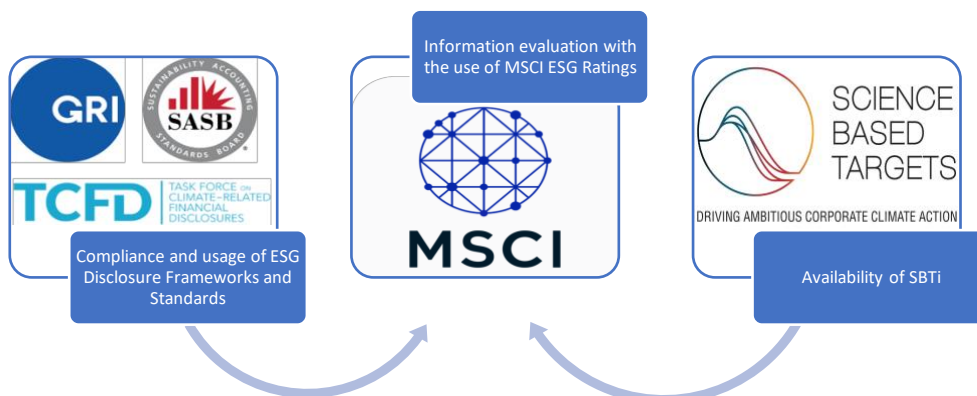 GRI
SUSTAINABILITY ACCOUNTING
SASB
STANDARDS BOARD
®
TCFD
TASK FORCE ON
CLIMATE-RELATED
FINANCIAL
DISCLOSURES
Compliance and usage of ESG
Disclosure Frameworks and
Standards
Information evaluation with
the use of MSCI ESG Ratings
MSCI
SCIENCE
BASED
TARGETS
DRIVING AMBITIOUS CORPORATE CLIMATE ACTION
Availability of SBTi